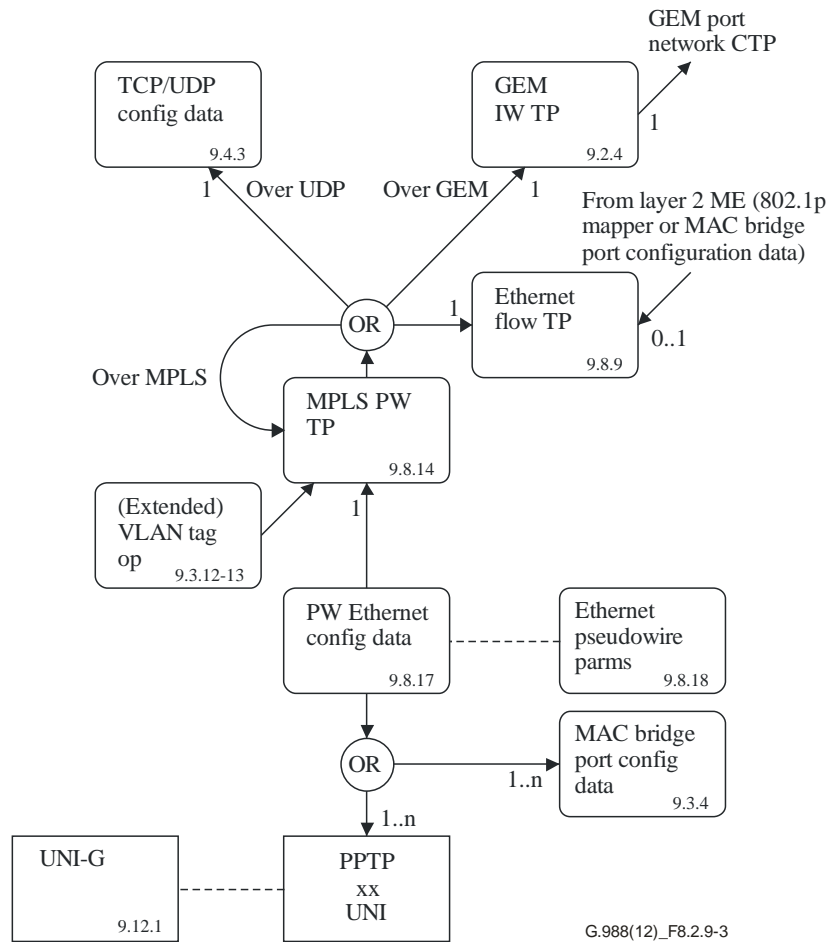 GEM port
network CTP
TCP/UDP
config data
9.4.3
GEM
IW TP
9.2.4
1
1
Over UDP
Over GEM
1
From layer 2 ME (802.1p
mapper or MAC bridge
port configuration data)
OR
1
Ethernet
flow TP
9.8.9
0..1
Over MPLS
MPLS PW
TP
9.8.14
(Extended)
VLAN tag
op
9.3.12-13
1
PW Ethernet
config data
9.8.17
Ethernet
pseudowire
parms
9.8.18
OR
1..n
MAC bridge
port config
data
9.3.4
1..n
UNI-G
9.12.1
PPTP
xx
UNI
G.988(12)_F8.2.9-3